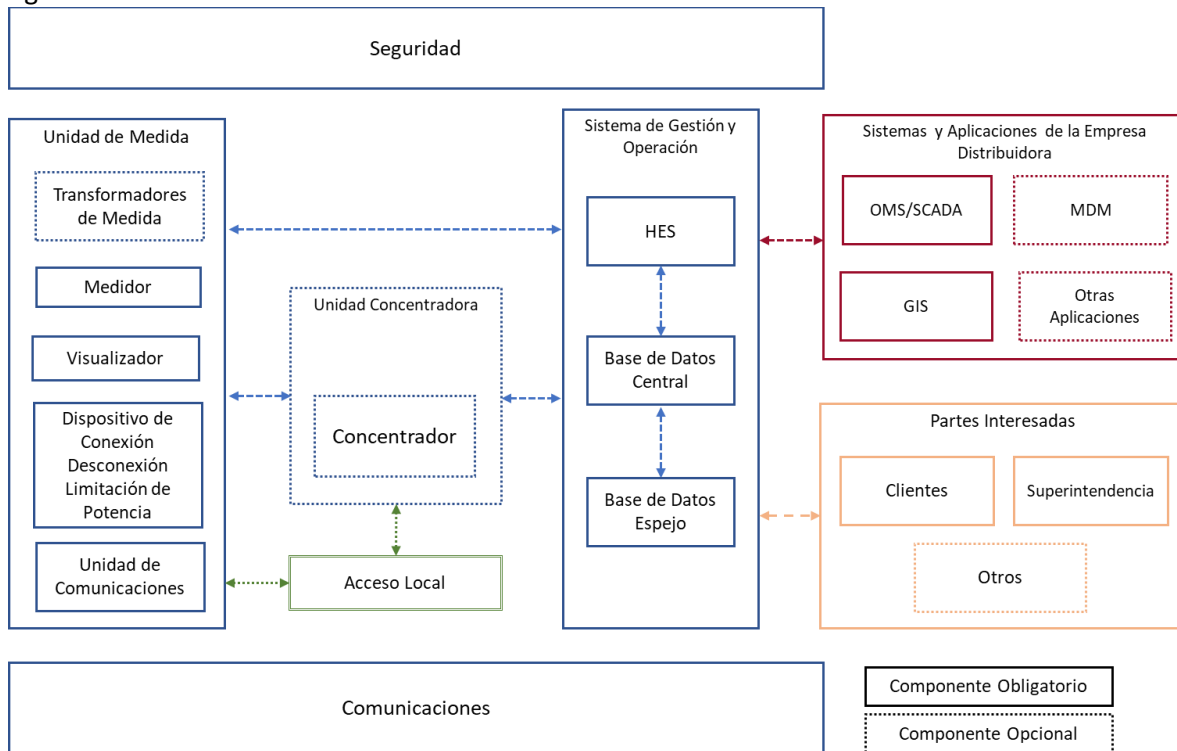 Seguridad
Unidad de Medida
Transformadores
de Medida
Medidor
Visualizador
Dispositivo de
Conexión
Desconexión
Limitación de
Potencia
Unidad de
Comunicaciones
Unidad Concentradora
Concentrador
Acceso Local
Sistema de Gestión y
Operación
HES
Base de Datos
Central
Base de Datos
Espejo
Sistemas y Aplicaciones de la Empresa
Distribuidora
OMS/SCADA
MDM
GIS
Otras
Aplicaciones
Partes Interesadas
Clientes
Superintendencia
Otros
Comunicaciones
Componente Obligatorio
Componente Opcional